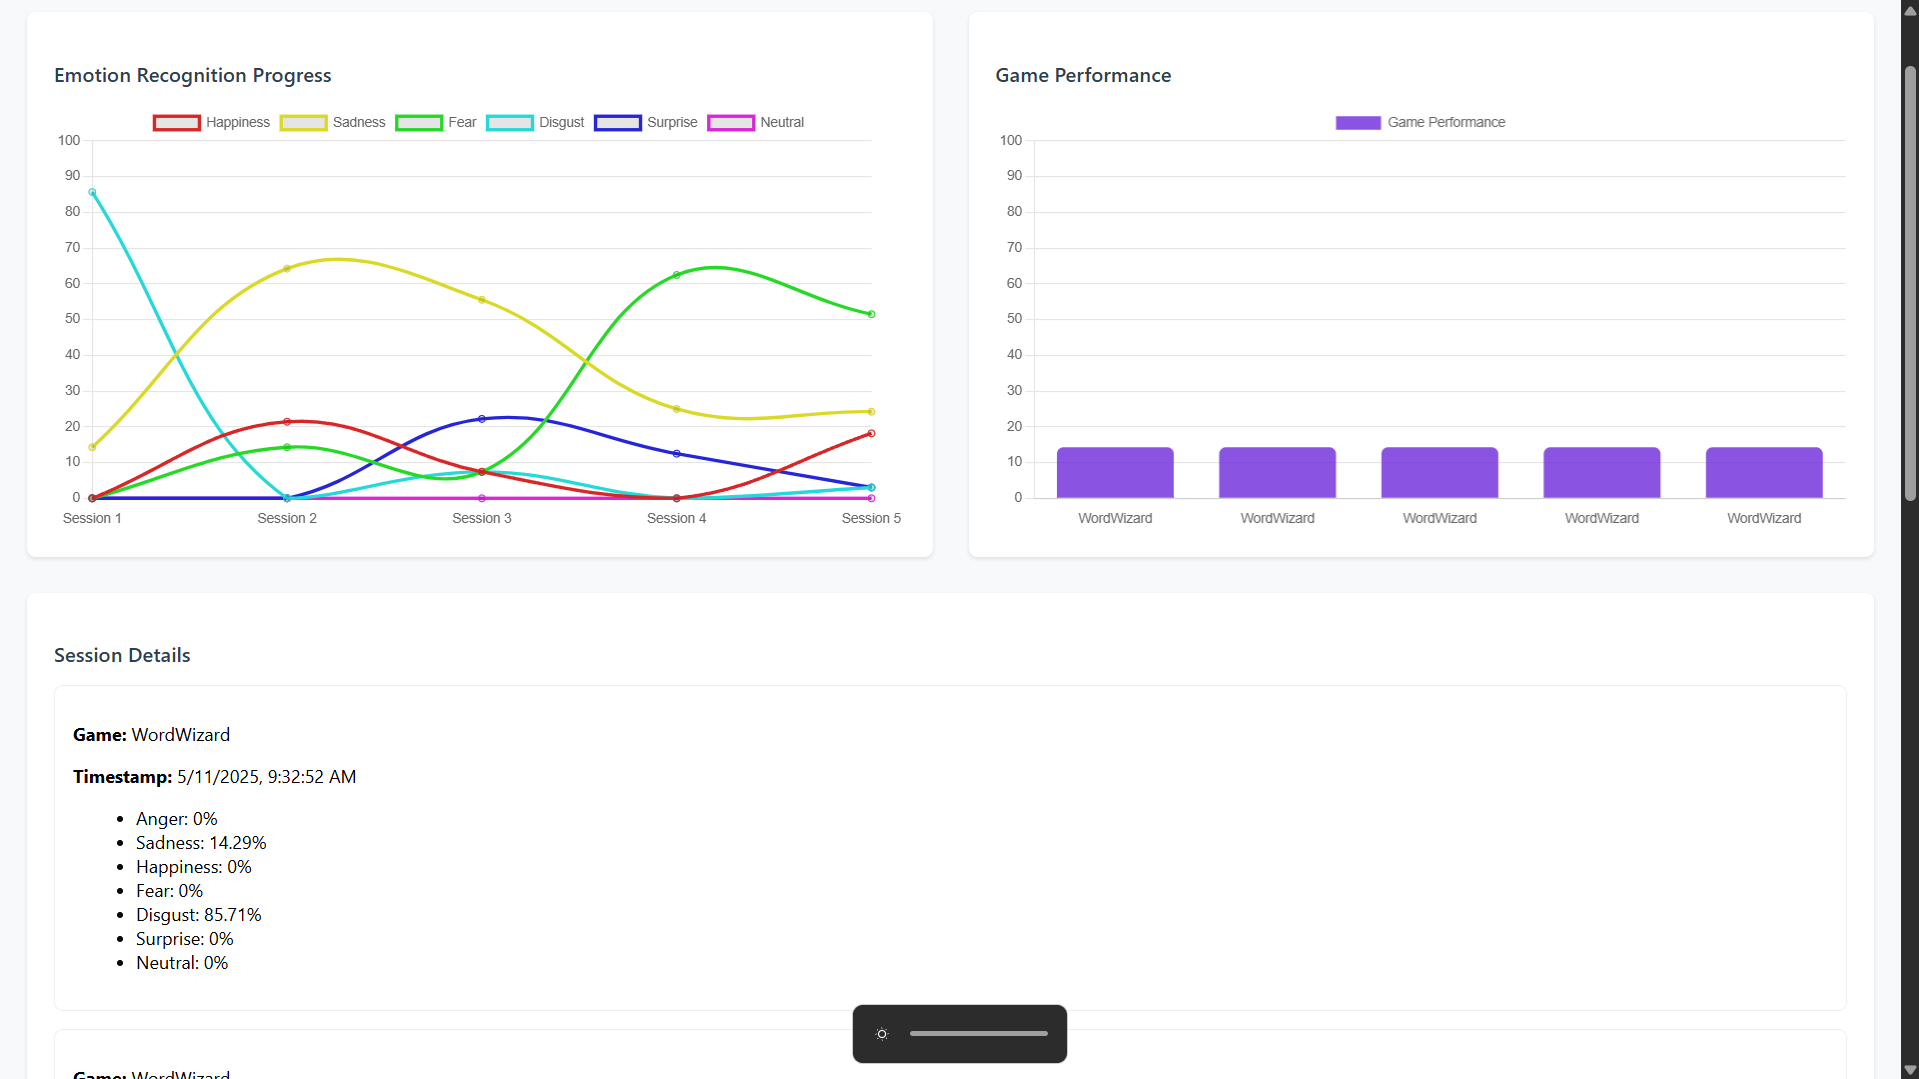 Emotion Recognition Progress
Happiness Sadness Fear Disgust Surprise Neutral
100
90
80
70
60
50
40
30
20
10
0
Session 1 Session 2 Session 3 Session 4 Session 5
Game Performance
Game Performance
100
90
80
70
60
50
40
30
20
10
0
WordWizard WordWizard WordWizard WordWizard WordWizard
Session Details
Game: WordWizard
Timestamp: 5/11/2025, 9:32:52 AM
• Anger: 0%
• Sadness: 14.29%
• Happiness: 0%
• Fear: 0%
• Disgust: 85.71%
• Surprise: 0%
• Neutral: 0%
Game: WordWizard